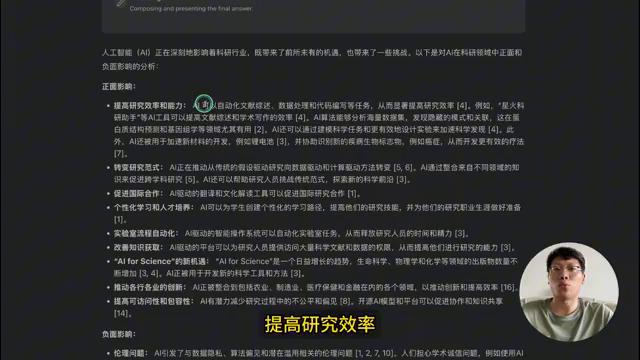 Composing and presenting the final answer.
人工智能（AI）正在深刻地影响着科研行业，既带来了前所未有的机遇，也带来了一些挑战。以下是对AI在科研领域中正面和
负面影响的分析：
正面影响：
• 提高研究效率和能力： AI 可以自动化文献综述、数据处理和代码编写等任务，从而显著提高研究效率 [4]。例如，“星火科
研助手”等AI工具可以提高文献综述和学术写作的效率 [4]。AI算法能够分析海量数据集，发现隐藏的模式和关联，这在蛋
白质结构预测和基因组学等领域尤其有用 [2]。AI还可以通过建模科学任务和更有效地设计实验来加速科学发现 [4]。此
外，AI还被用于加速新材料的开发，例如锂电池 [3]，并协助识别新的疾病生物标志物，例如癌症，从而开发更有效的疗法
[7]。
• 转变研究范式： AI正在推动从传统的假设驱动研究向数据驱动和计算驱动方法转变 [5, 6]。AI通过整合来自不同领域的知
识来促进跨学科研究 [5]。AI还可以帮助研究人员挑战传统范式，探索新的科学前沿 [3]。
• 促进国际合作： AI驱动的翻译和文化解读工具可以促进国际研究合作 [1]。
• 个性化学习和人才培养： AI可以为学生创建个性化的学习路径，提高他们的研究技能，并为他们的研究职业生涯做好准备
[1]。
• 实验室流程自动化： AI驱动的智能操作系统可以自动化实验室任务，从而释放研究人员的时间和精力 [3]。
• 改善知识获取： AI驱动的平台可以为研究人员提供访问大量科学文献和数据的权限，从而提高他们进行研究的能力 [3]。
• “AI for Science”的新机遇： “AI for Science”是一个日益增长的趋势，生命科学、物理学和化学等领域的出版物数量不
断增加 [3, 4]。AI正被用于开发新的科学工具和方法 [3]。
• 推动各行各业的创新： AI正被整合到包括农业、制造业、医疗保健和金融在内的各个领域，以推动创新和提高效率 [16]。
• 提高可访问性和包容性： AI有潜力减少研究过程中的不公平和偏见 [8]。开源AI模型和平台可以促进协作和知识共享
[14]。
提高研究效率
负面影响：
• 伦理问题： AI引发了与数据隐私、算法偏见和潜在滥用相关的伦理问题 [1, 2, 7, 10]。人们担心学术诚信问题，例如使用AI